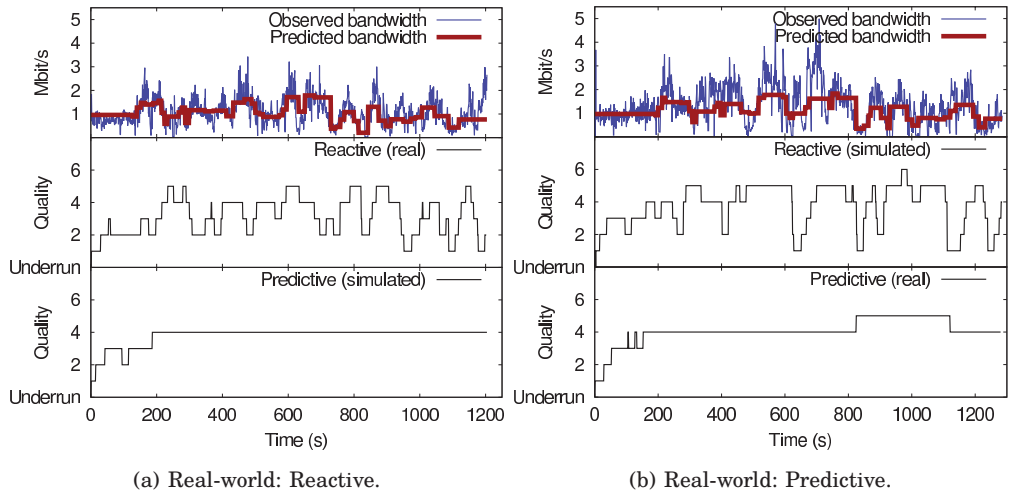 Observed bandwidth
Predicted bandwidth
Mbit/s
5
4
3
2
1
Reactive (real)
Quality
6
4
2
Underrun
Predictive (simulated)
Quality
6
4
2
Underrun
0 200 400 600 800 1000 1200
Time (s)
(a) Real-world: Reactive.
Observed bandwidth
Predicted bandwidth
Mbit/s
5
4
3
2
1
Reactive (simulated)
Quality
6
4
2
Underrun
Predictive (real)
Quality
6
4
2
Underrun
0 200 400 600 800 1000 1200
Time (s)
(b) Real-world: Predictive.